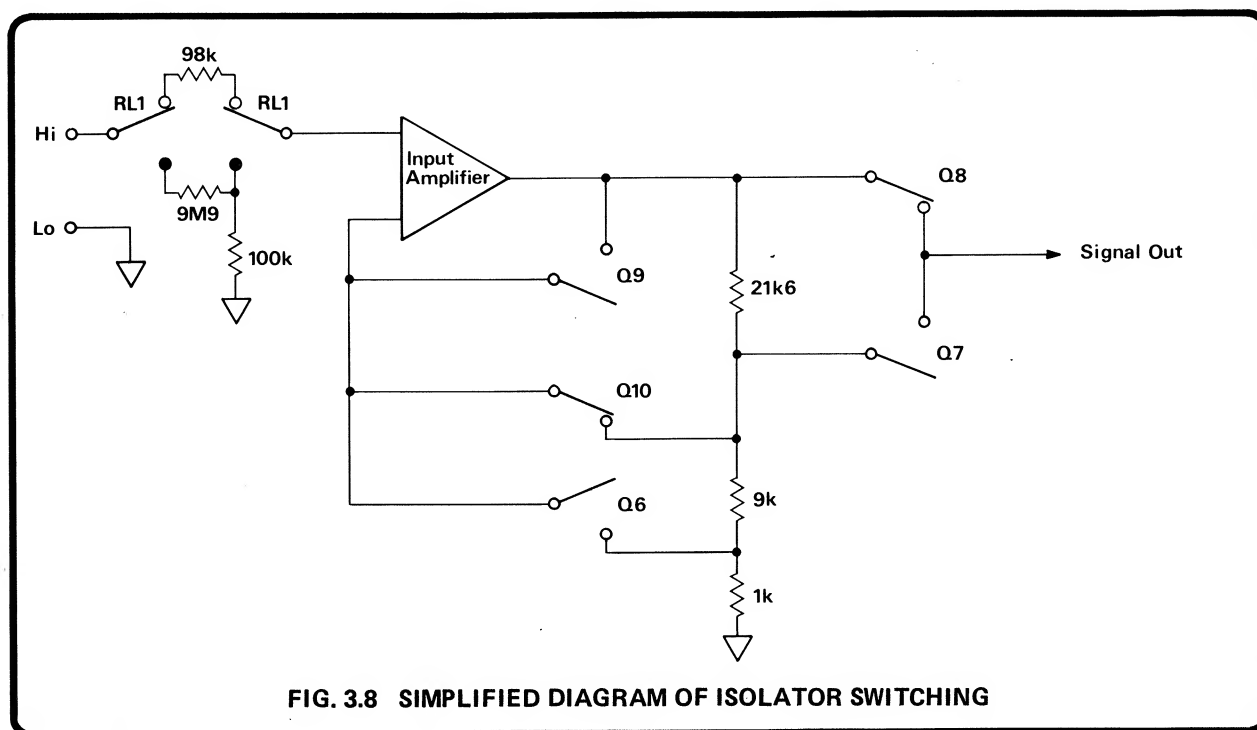 98k
RL1 RL1
Hi
Input
Amplifier
Q8
9M9
Lo
100k
Signal Out
Q9
21k6
Q7
Q10
9k
Q6
1k
FIG. 3.8 SIMPLIFIED DIAGRAM OF ISOLATOR SWITCHING